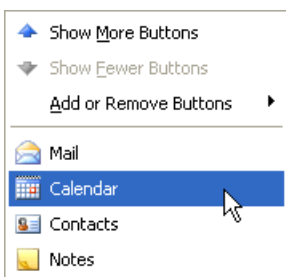 Show More Buttons
Show Fewer Buttons
Add or Remove Buttons
Mail
Calendar
Contacts
Notes